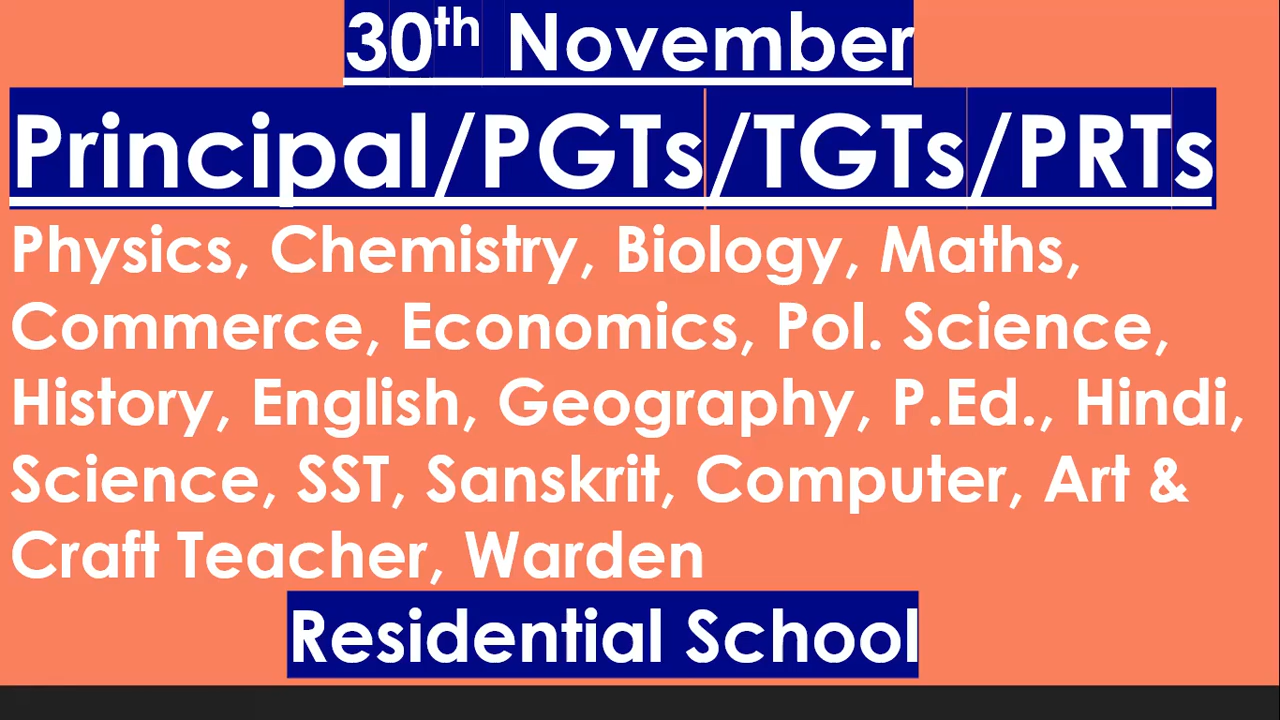 30th November
Principal/PGTs/TGTs/PRTs
Physics, Chemistry, Biology, Maths,
Commerce, Economics, Pol. Science,
History, English, Geography, P.Ed., Hindi,
Science, SST, Sanskrit, Computer, Art &
Craft Teacher, Warden
Residential School